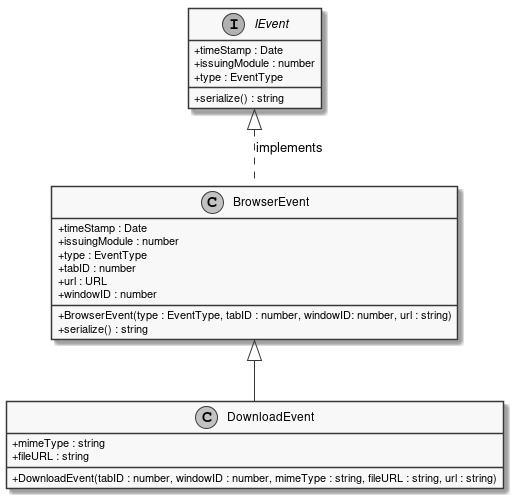 I IEvent
+timeStamp : Date
+issuingModule : number
+type : EventType
+serialize() : string
implements
C BrowserEvent
+timeStamp : Date
+issuingModule : number
+type : EventType
+tabID : number
+url : URL
+windowID : number
+BrowserEvent(type : EventType, tabID : number, windowID: number, url : string)
+serialize() : string
C DownloadEvent
+mimeType : string
+fileURL : string
+DownloadEvent(tabID : number, windowID : number, mimeType : string, fileURL : string, url : string)